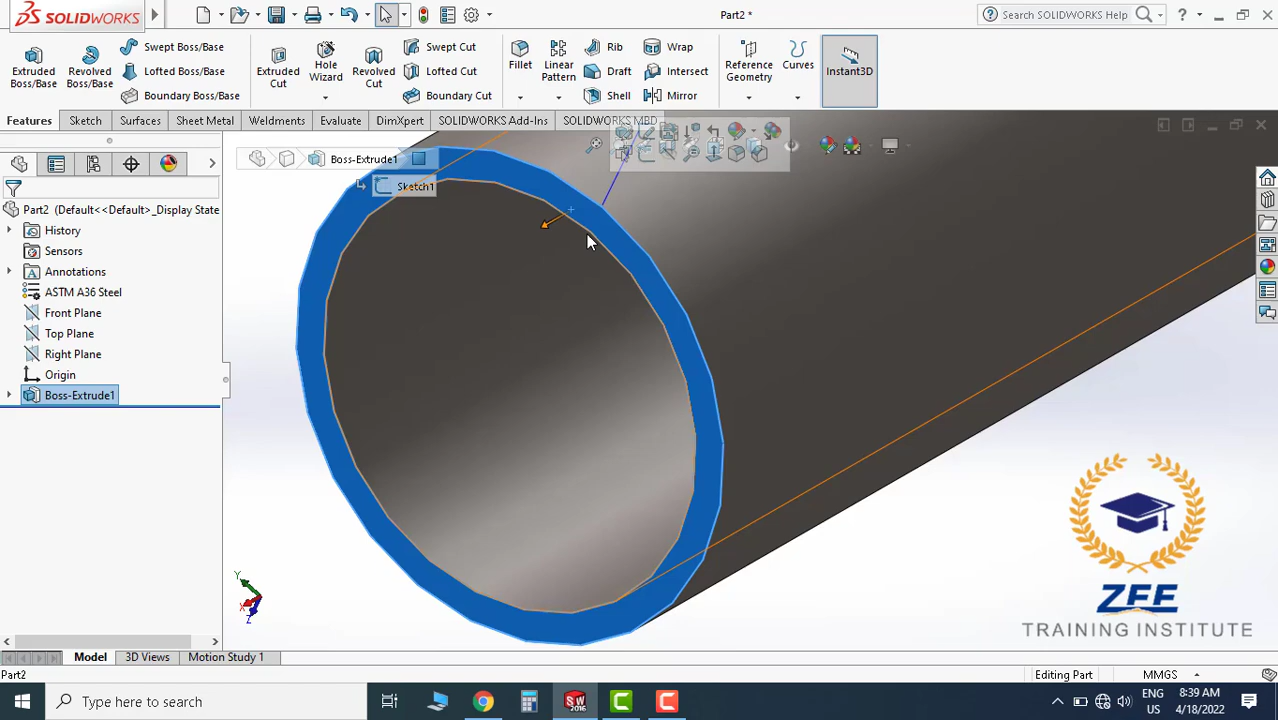 SOLIDWORKS
Part2 *
Search SOLIDWORKS Help
Extruded Boss/Base
Revolved Boss/Base
Swept Boss/Base
Lofted Boss/Base
Boundary Boss/Base
Extruded Cut
Hole Wizard
Revolved Cut
Swept Cut
Lofted Cut
Boundary Cut
Fillet
Linear Pattern
Rib
Draft
Shell
Wrap
Intersect
Mirror
Reference Geometry
Curves
Instant3D
Features
Sketch
Surfaces
Sheet Metal
Weldments
Evaluate
DimXpert
SOLIDWORKS Add-Ins
SOLIDWORKS MBD
Boss-Extrude1
Sketch1
Part2 (Default<<Default>_Display State
History
Sensors
Annotations
ASTM A36 Steel
Front Plane
Top Plane
Right Plane
Origin
Boss-Extrude1
Y
X
Z
ZFE
TRAINING INSTITUTE
Model
3D Views
Motion Study 1
Part2
Editing Part
MMGS
Type here to search
SW
2016
ENG
US
8:39 AM
4/18/2022